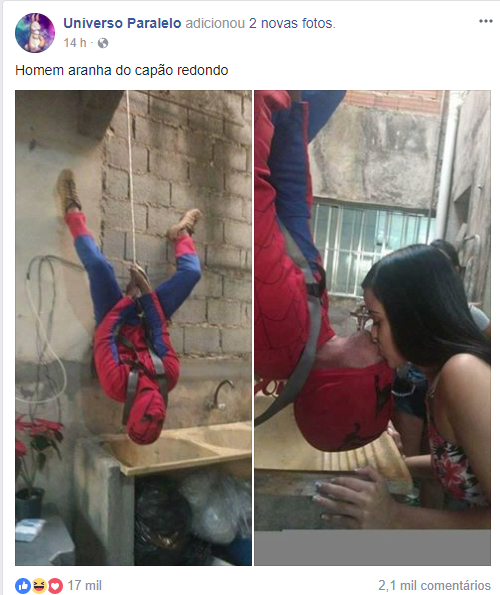 Universo Paralelo adicionou 2 novas fotos.
14 h ·
Homem aranha do capão redondo
17 mil
2,1 mil comentários